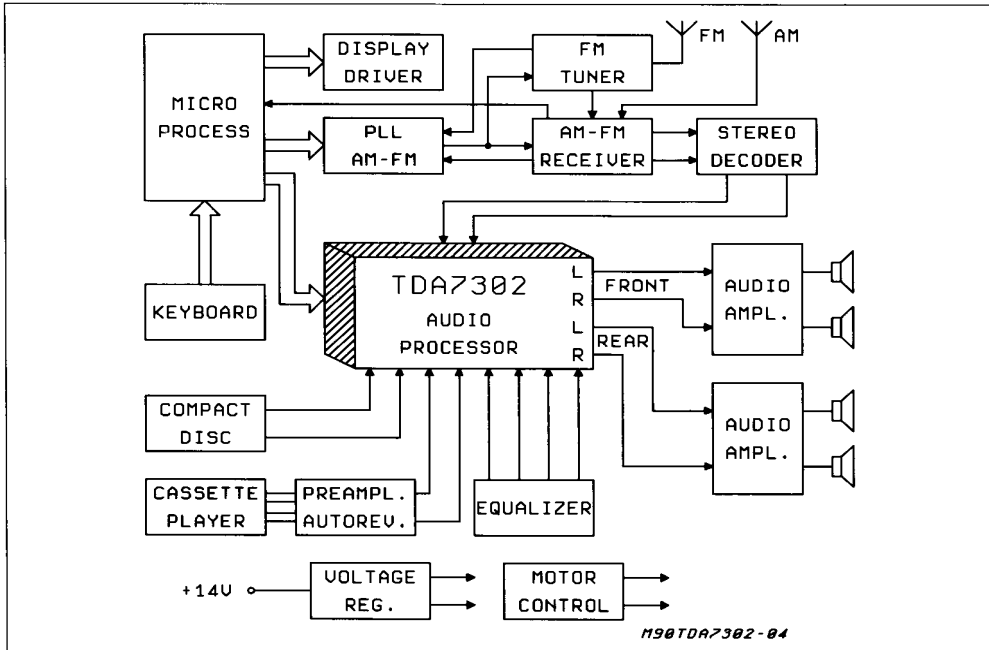 DISPLAY
DRIVER
FM
TUNER
FM
AM
MICRO
PROCESS
PLL
AM-FM
AM-FM
RECEIVER
STEREO
DECODER
KEYBOARD
TDA7302
AUDIO
PROCESSOR
L
R
L
R
FRONT
REAR
AUDIO
AMPL.
COMPACT
DISC
AUDIO
AMPL.
CASSETTE
PLAYER
PREAMPL.
AUTOREV.
EQUALIZER
+14V
VOLTAGE
REG.
MOTOR
CONTROL
M90TDA7302-04